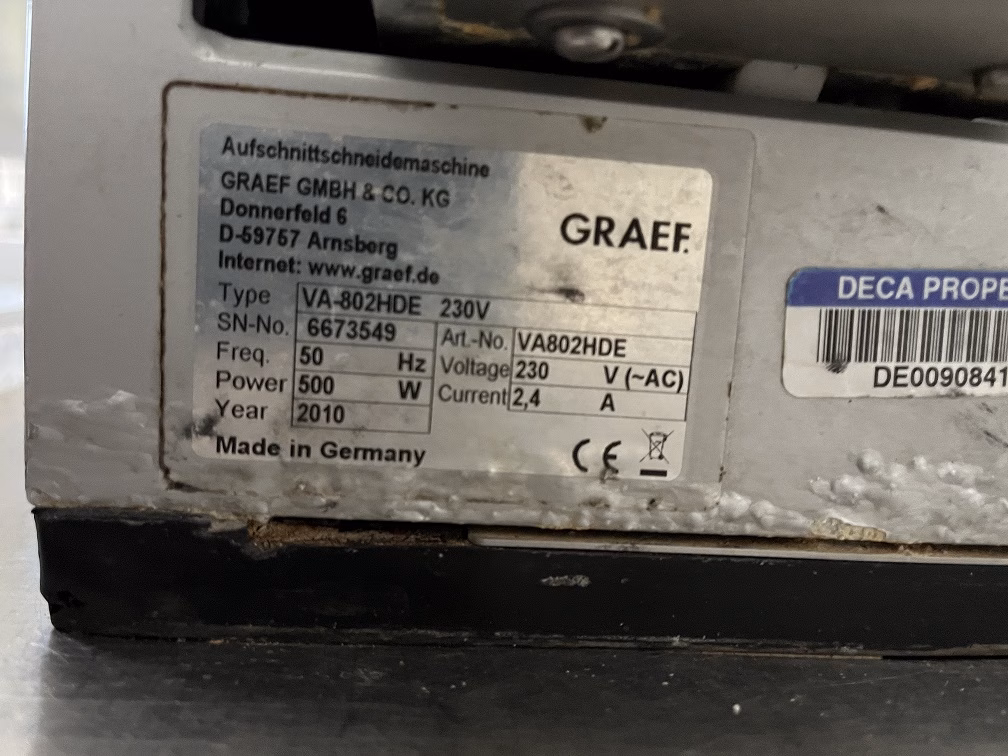 Aufschnittschneidemaschine
GRAEF GMBH & CO. KG
Donnerfeld 6
D-59757 Arnsberg
Internet: www.graef.de
GRAEF.
Type VA-802HDE 230V
SN-No. 6673549 Art.-No. VA802HDE
Freq. 50 Hz Voltage 230 V (~AC)
Power 500 W Current 2,4 A
Year 2010
Made in Germany CE
DECA PROPE
DE0090841